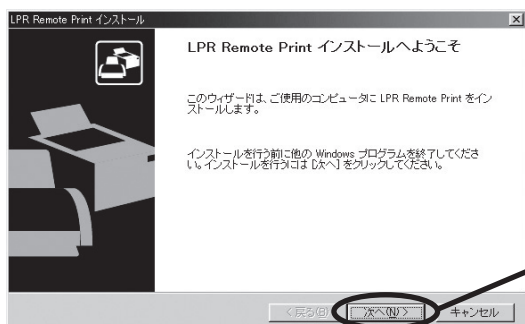 LPR Remote Print インストール
LPR Remote Print インストールへようこそ
このウィザードは、ご使用のコンピュータに LPR Remote Print をイン
ストールします。
インストールを行う前に他の Windows プログラムを終了してくださ
い。インストールを行うには [次へ] をクリックしてください。
< 戻る(B)
次へ(N) >
キャンセル